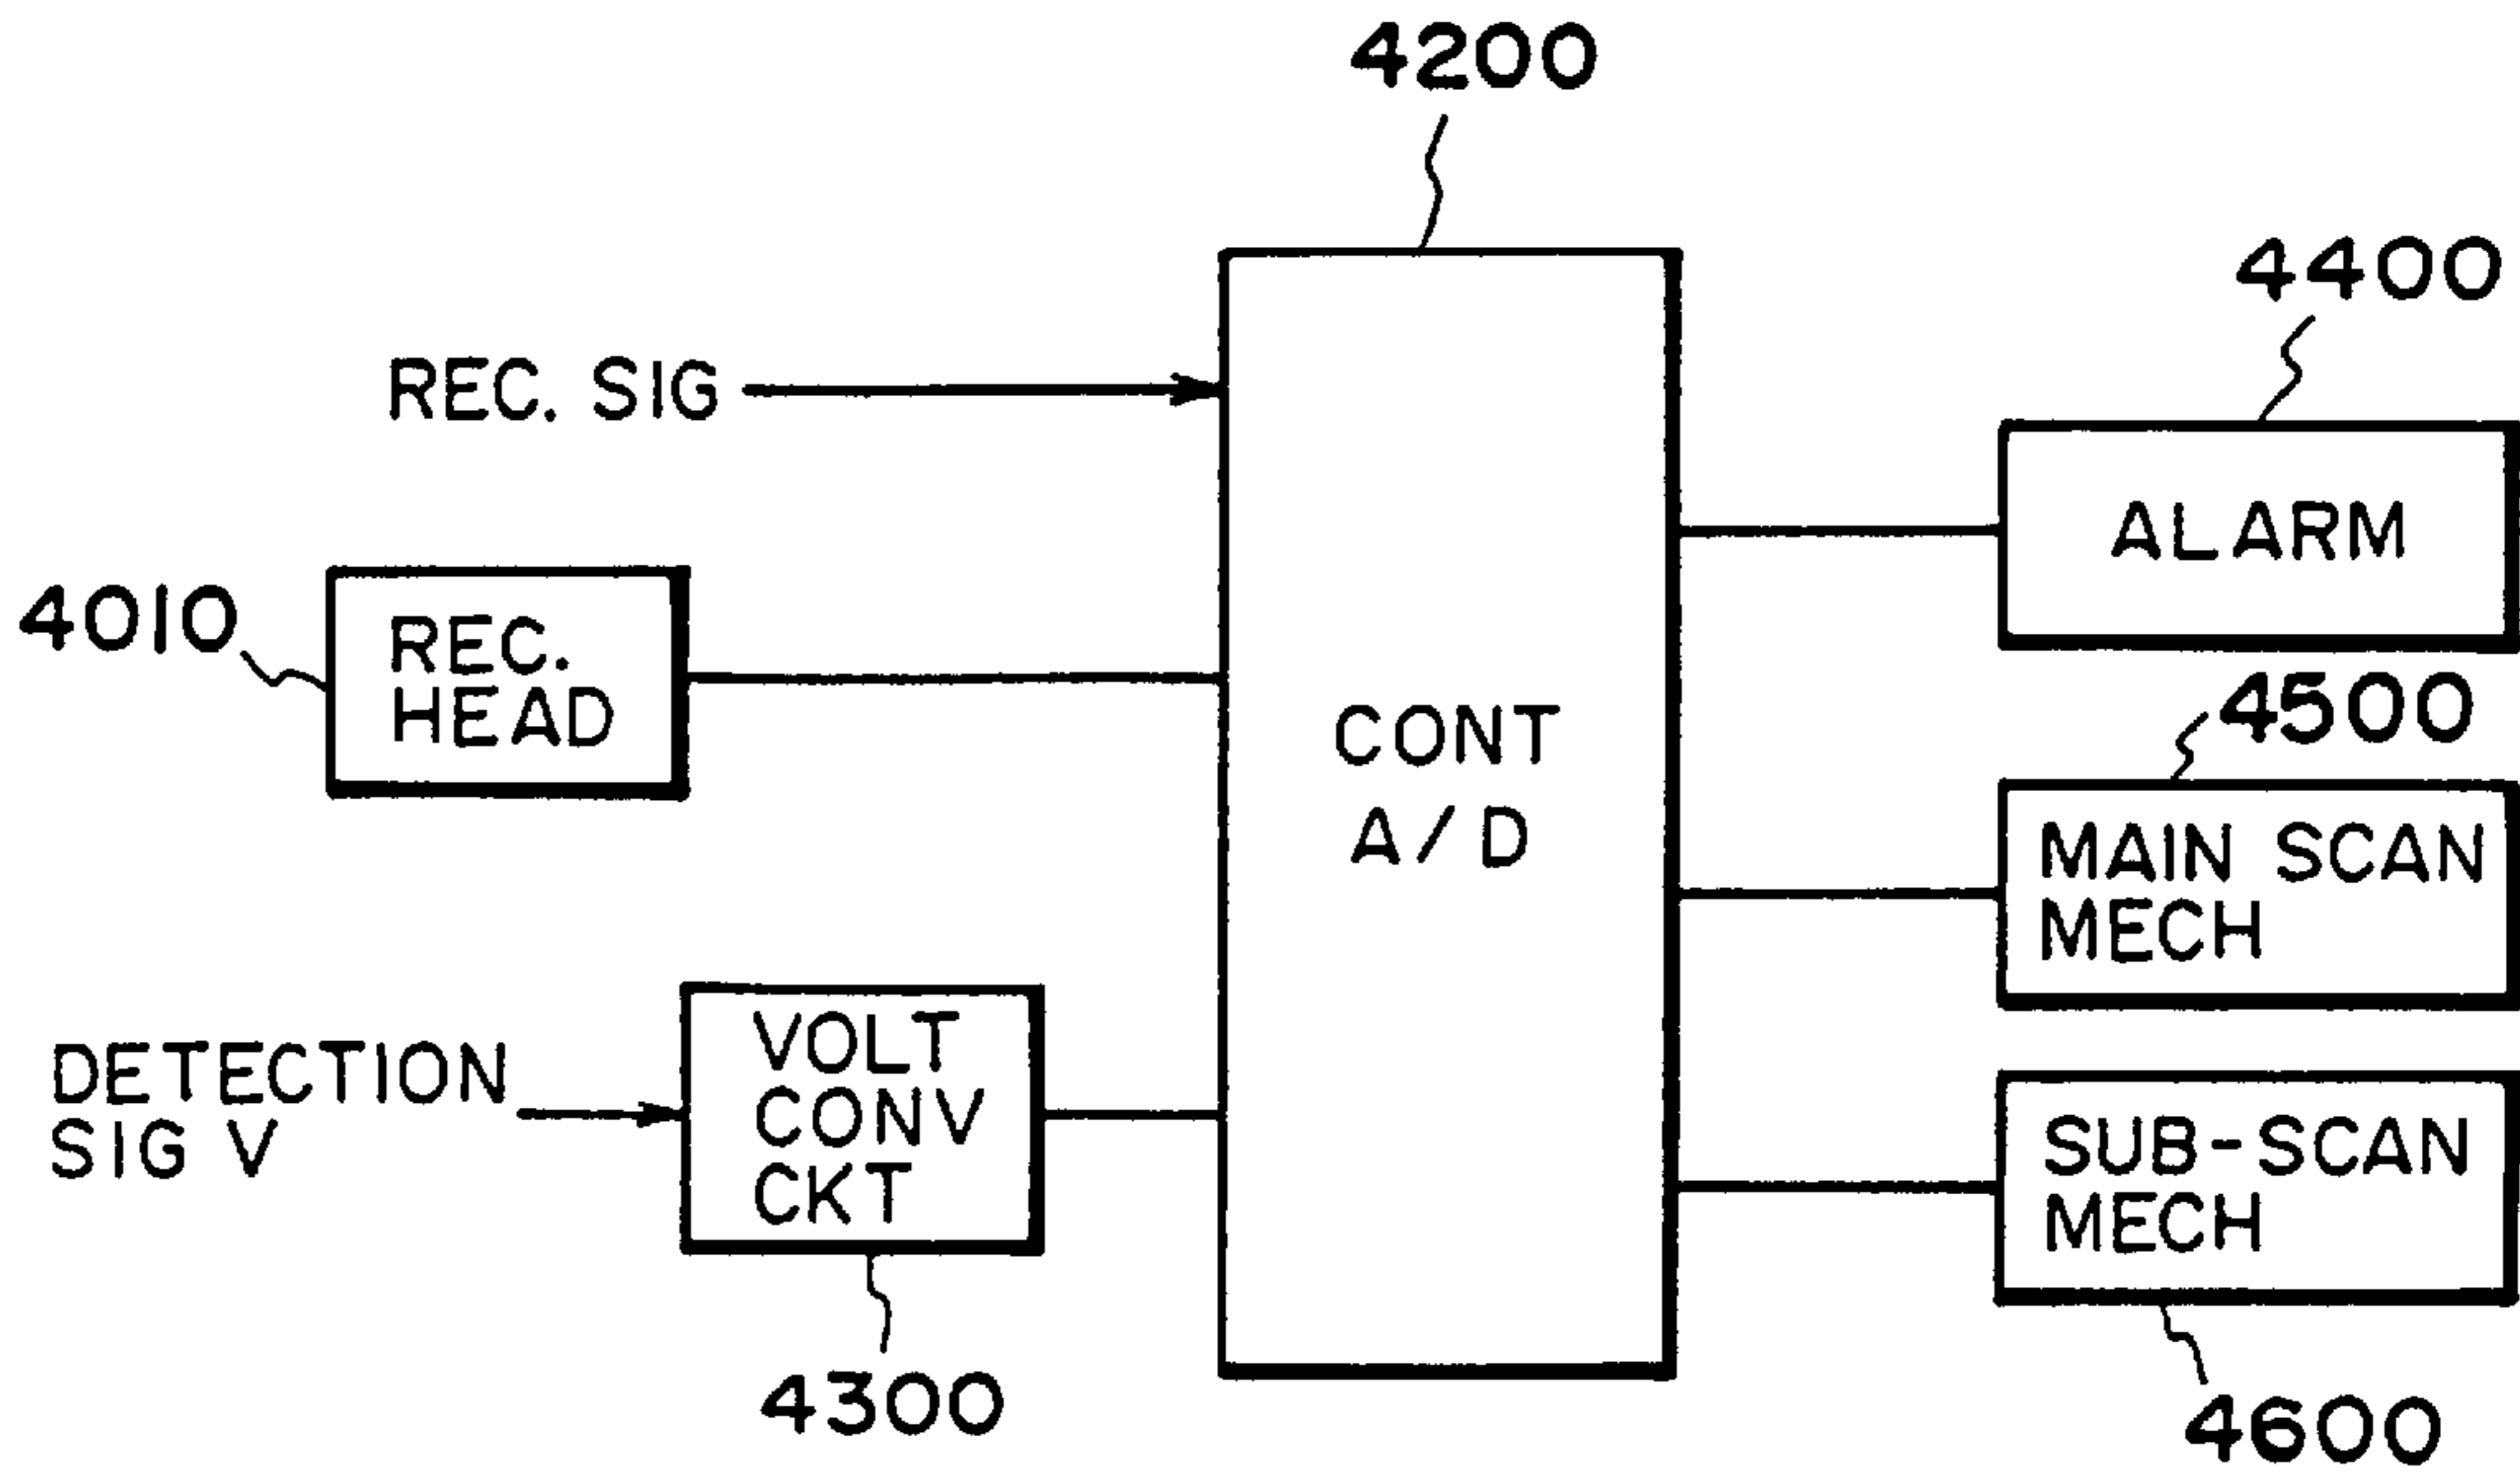 4200
4400
REC. SIG
ALARM
4010
REC.
HEAD
4500
CONT
A/D
MAIN SCAN
MECH
DETECTION
SIG V
VOLT
CONV
CKT
SUB-SCAN
MECH
4300
4600